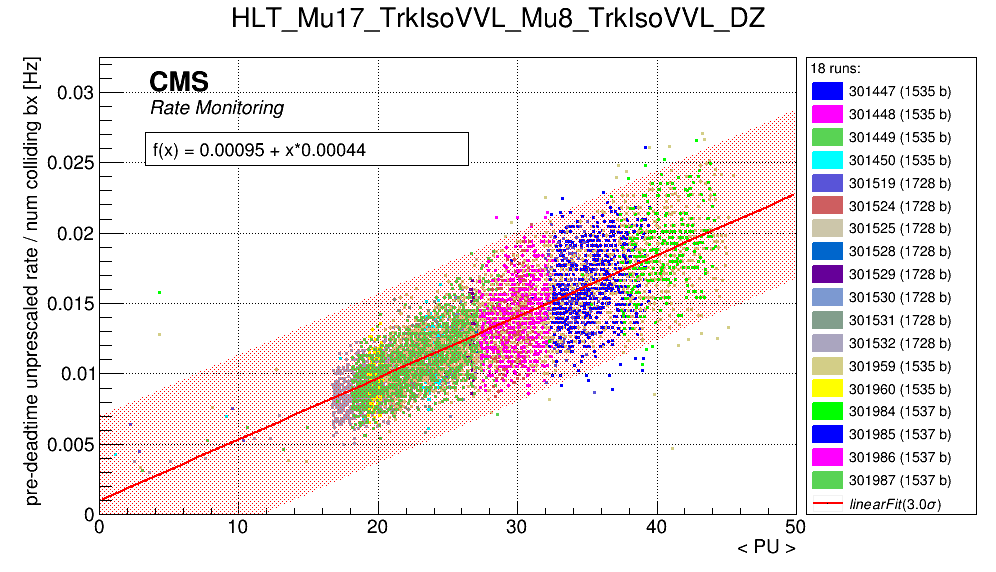 HLT_Mu17_TrkIsoVVL_Mu8_TrkIsoVVL_DZ
pre-deadtime unprescaled rate / num colliding bx [Hz]
CMS
Rate Monitoring
f(x) = 0.00095 + x*0.00044
0.03
0.025
0.02
0.015
0.01
0.005
0
0 10 20 30 40 50
< PU >
18 runs:
301447 (1535 b)
301448 (1535 b)
301449 (1535 b)
301450 (1535 b)
301519 (1728 b)
301524 (1728 b)
301525 (1728 b)
301528 (1728 b)
301529 (1728 b)
301530 (1728 b)
301531 (1728 b)
301532 (1728 b)
301959 (1535 b)
301960 (1535 b)
301984 (1537 b)
301985 (1537 b)
301986 (1537 b)
301987 (1537 b)
linearFit(3.0σ)